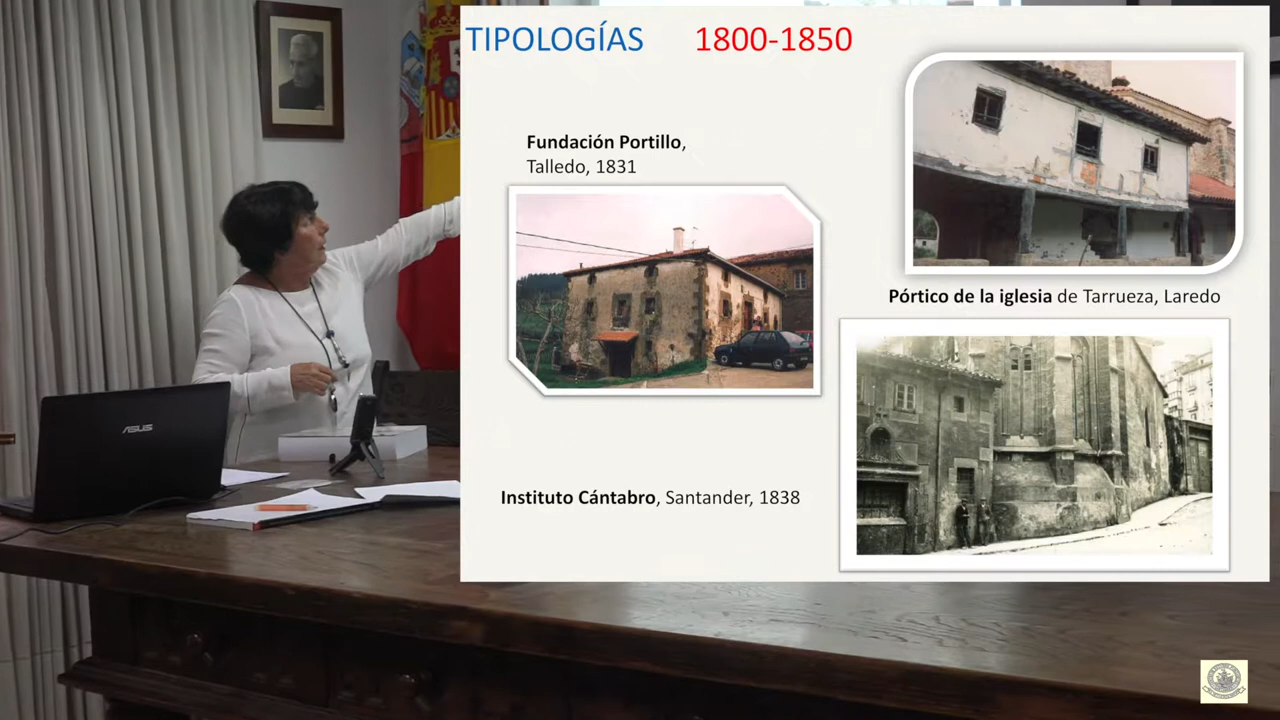 TIPOLOGÍAS 1800-1850
Fundación Portillo,
Talledo, 1831
Pórtico de la iglesia de Tarrueza, Laredo
Instituto Cántabro, Santander, 1838
ASUS